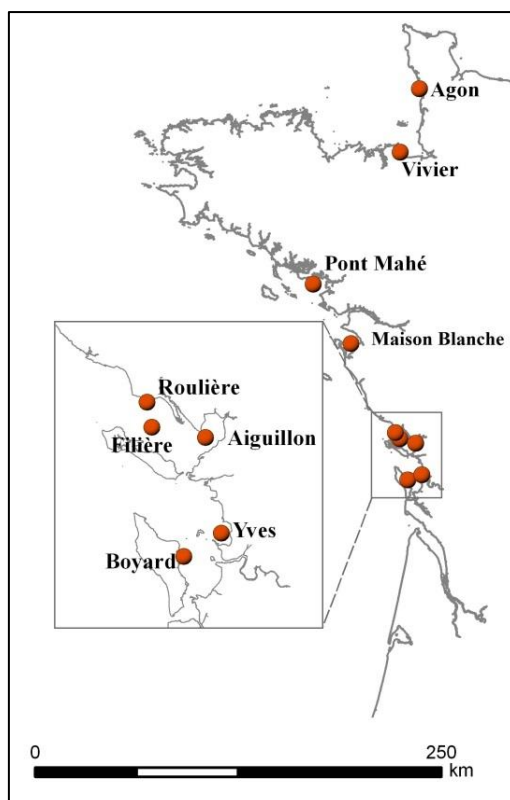 Agon
Vivier
Pont Mahé
Maison Blanche
Roulière
Filière
Aiguillon
Yves
Boyard
0 250
km